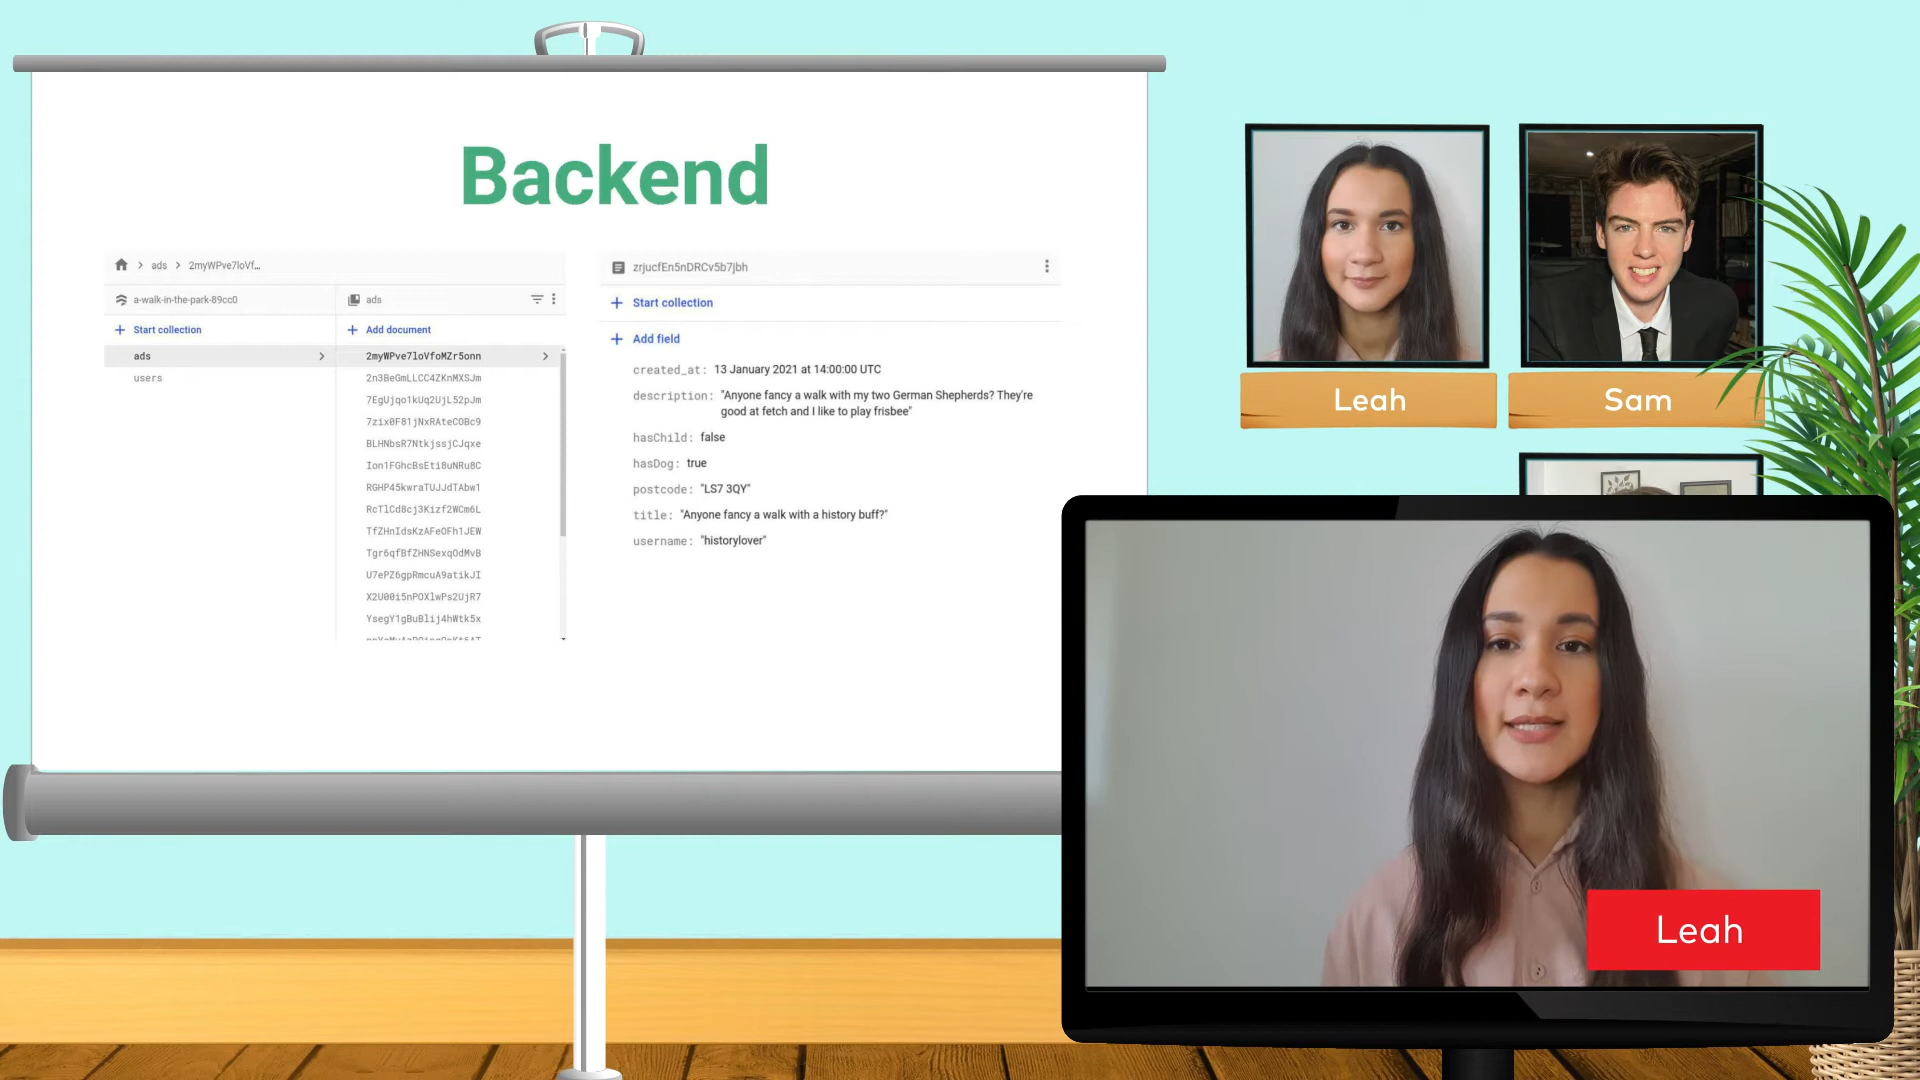 Backend
ads
2myWPve7loVf...
a-walk-in-the-park-89cc0
ads
Start collection
Add document
ads
users
2myWPve7loVfoMZr5onn
2n3BeGmLLCC4ZKnMXSJm
7EgUjqo1kUq2UjL52pJm
7zix0F81jNxRAteCOBc9
BLHNbsR7NtkjssjCJqxe
Ion1FGhcBsEti8uNRu8C
RGHP45kwraTUJJdTAbw1
RcTlCd8cj3Kizf2WCm6L
TfZHnIdsKzAFeOFh1JEW
Tgr6qfBfZHNSexqOdMvB
U7ePZ6gpRmcuA9atikJI
X2U00i5nPOXlwPs2UjR7
YsegY1gBuBlij4hWtk5x
zrjucfEn5nDRCv5b7jbh
Start collection
Add field
created_at: 13 January 2021 at 14:00:00 UTC
description: "Anyone fancy a walk with my two German Shepherds? They're
good at fetch and I like to play frisbee"
hasChild: false
hasDog: true
postcode: "LS7 3QY"
title: "Anyone fancy a walk with a history buff?"
username: "historylover"
Leah
Sam
Leah